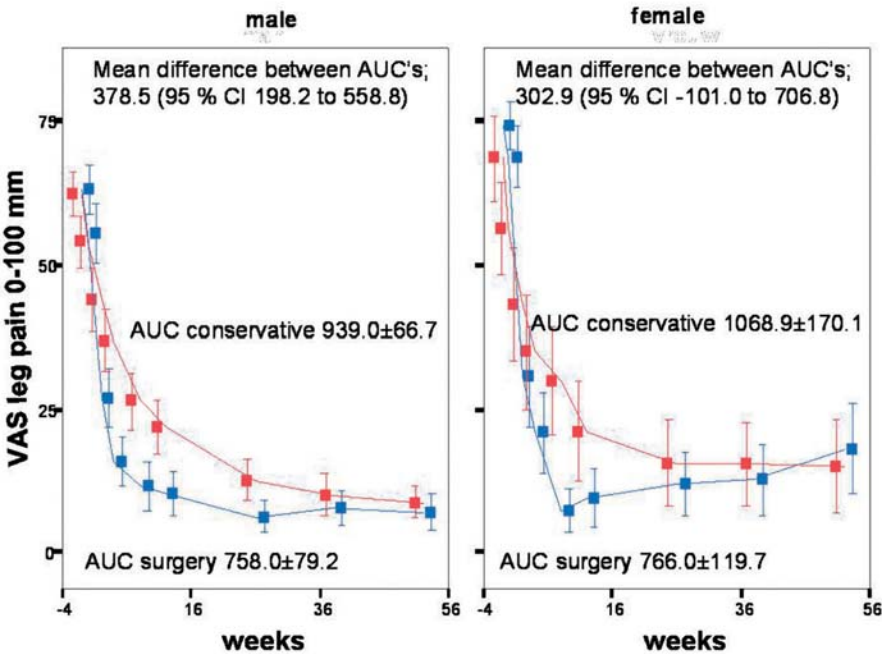 male
Mean difference between AUC's;
378.5 (95 % CI 198.2 to 558.8)
VAS leg pain 0-100 mm
75
50
25
0
AUC conservative 939.0±66.7
AUC surgery 758.0±79.2
-4 16 36 56
weeks
female
Mean difference between AUC's;
302.9 (95 % CI -101.0 to 706.8)
AUC conservative 1068.9±170.1
AUC surgery 766.0±119.7
-4 16 36 56
weeks